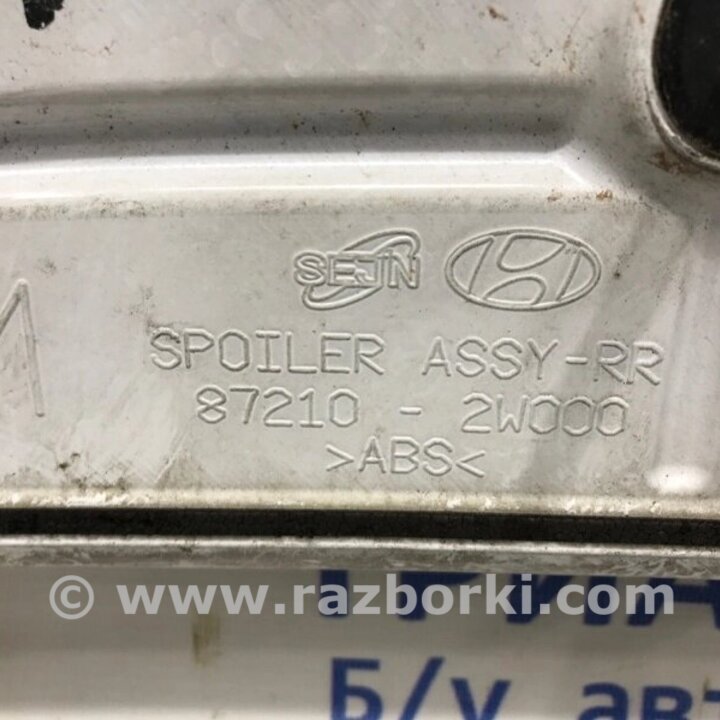 SEJIN
SPOILER ASSY-RR
87210 - 2W000
>ABS<
© www.razborki.com
Б/у авт